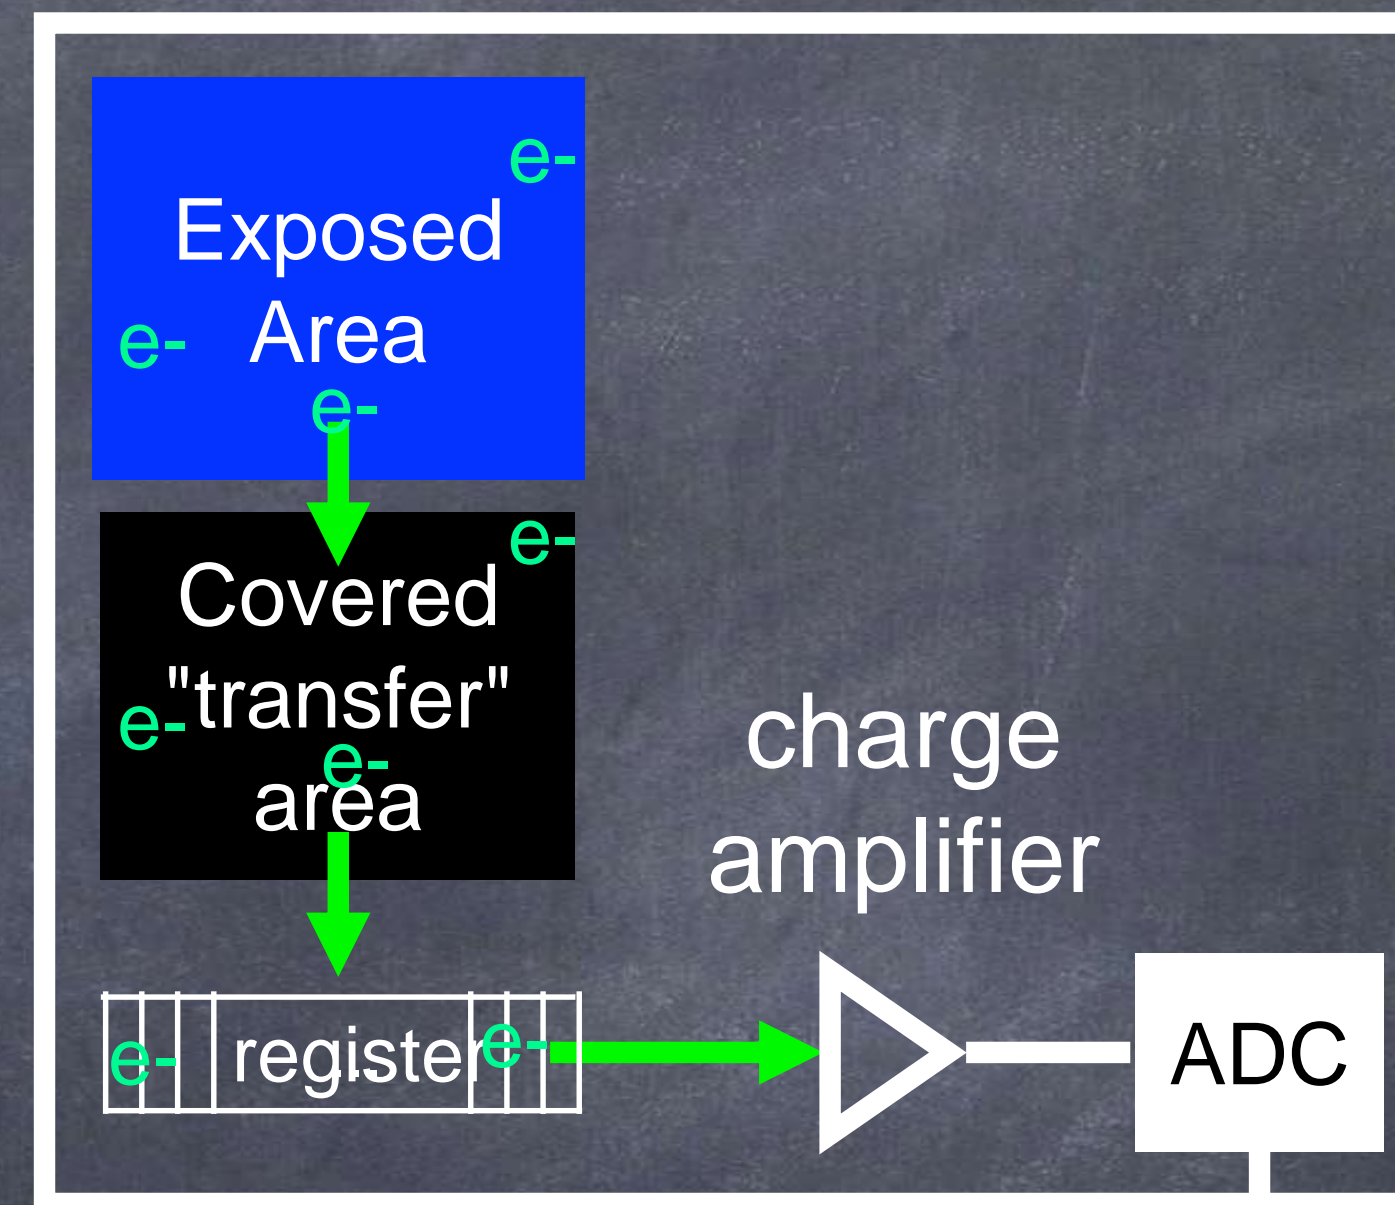 e-
Exposed
e- Area
e-
e-
Covered
e- "transfer"
e-
area
charge
amplifier
e- register e-
ADC